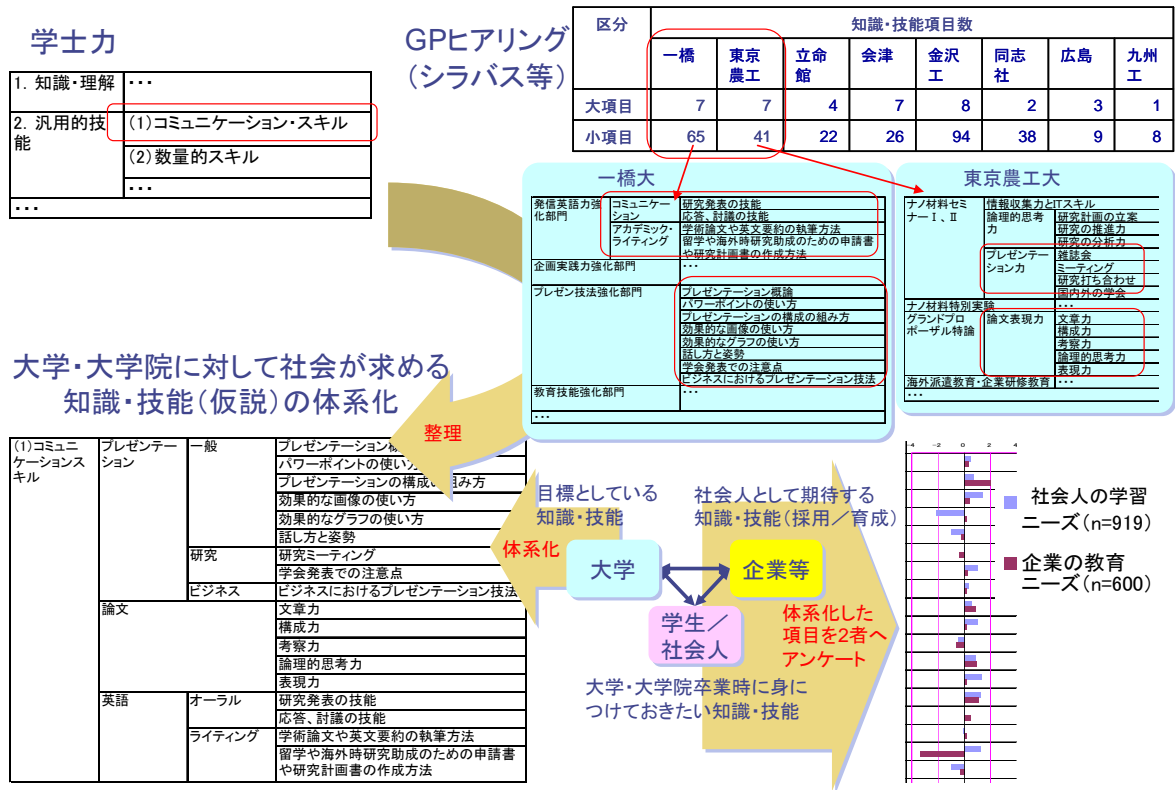 学士力
1. 知識・理解 ・・・
2. 汎用的技能 (1)コミュニケーション・スキル
(2)数量的スキル
・・・
・・・
GPヒアリング
(シラバス等)
区分 知識・技能項目数
一橋 東京農工 立命館 会津 金沢工 同志社 広島 九州工
大項目 7 7 4 7 8 2 3 1
小項目 65 41 22 26 94 38 9 8
一橋大
発信英語力強化部門 コミュニケーション 研究発表の技能
応答、討議の技能
アカデミック・ライティング 学術論文や英文要約の執筆方法
留学や海外時研究助成のための申請書や研究計画書の作成方法
企画実践力強化部門 ・・・
プレゼン技法強化部門 プレゼンテーション概論
パワーポイントの使い方
プレゼンテーションの構成の組み方
効果的な画像の使い方
効果的なグラフの使い方
話し方と姿勢
学会発表での注意点
ビジネスにおけるプレゼンテーション技法
教育技能強化部門 ・・・
・・・
東京農工大
ナノ材料セミナーⅠ、Ⅱ 情報収集力とITスキル
論理的思考力 研究計画の立案
研究の推進力
研究の分析力
プレゼンテーション力 雑誌会
ミーティング
研究打ち合わせ
国内外の学会
ナノ材料特別実験 ・・・
グランドプロポーザル特論 論文表現力 文章力
構成力
考察力
論理的思考力
表現力
海外派遣教育・企業研修教育 ・・・
・・・
大学・大学院に対して社会が求める
知識・技能(仮説)の体系化
整理
(1)コミュニケーションスキル プレゼンテーション 一般 プレゼンテーション
パワーポイントの使い方
プレゼンテーションの構成の組み方
効果的な画像の使い方
効果的なグラフの使い方
話し方と姿勢
研究 研究ミーティング
学会発表での注意点
ビジネス ビジネスにおけるプレゼンテーション技法
論文 文章力
構成力
考察力
論理的思考力
表現力
英語 オーラル 研究発表の技能
応答、討議の技能
ライティング 学術論文や英文要約の執筆方法
留学や海外時研究助成のための申請書
や研究計画書の作成方法
目標としている
知識・技能
体系化
社会人として期待する
知識・技能(採用/育成)
大学
企業等
学生/
社会人
体系化した
項目を2者へ
アンケート
大学・大学院卒業時に身に
つけておきたい知識・技能
-4 -2 0 2 4
社会人の学習
ニーズ(n=919)
企業の教育
ニーズ(n=600)